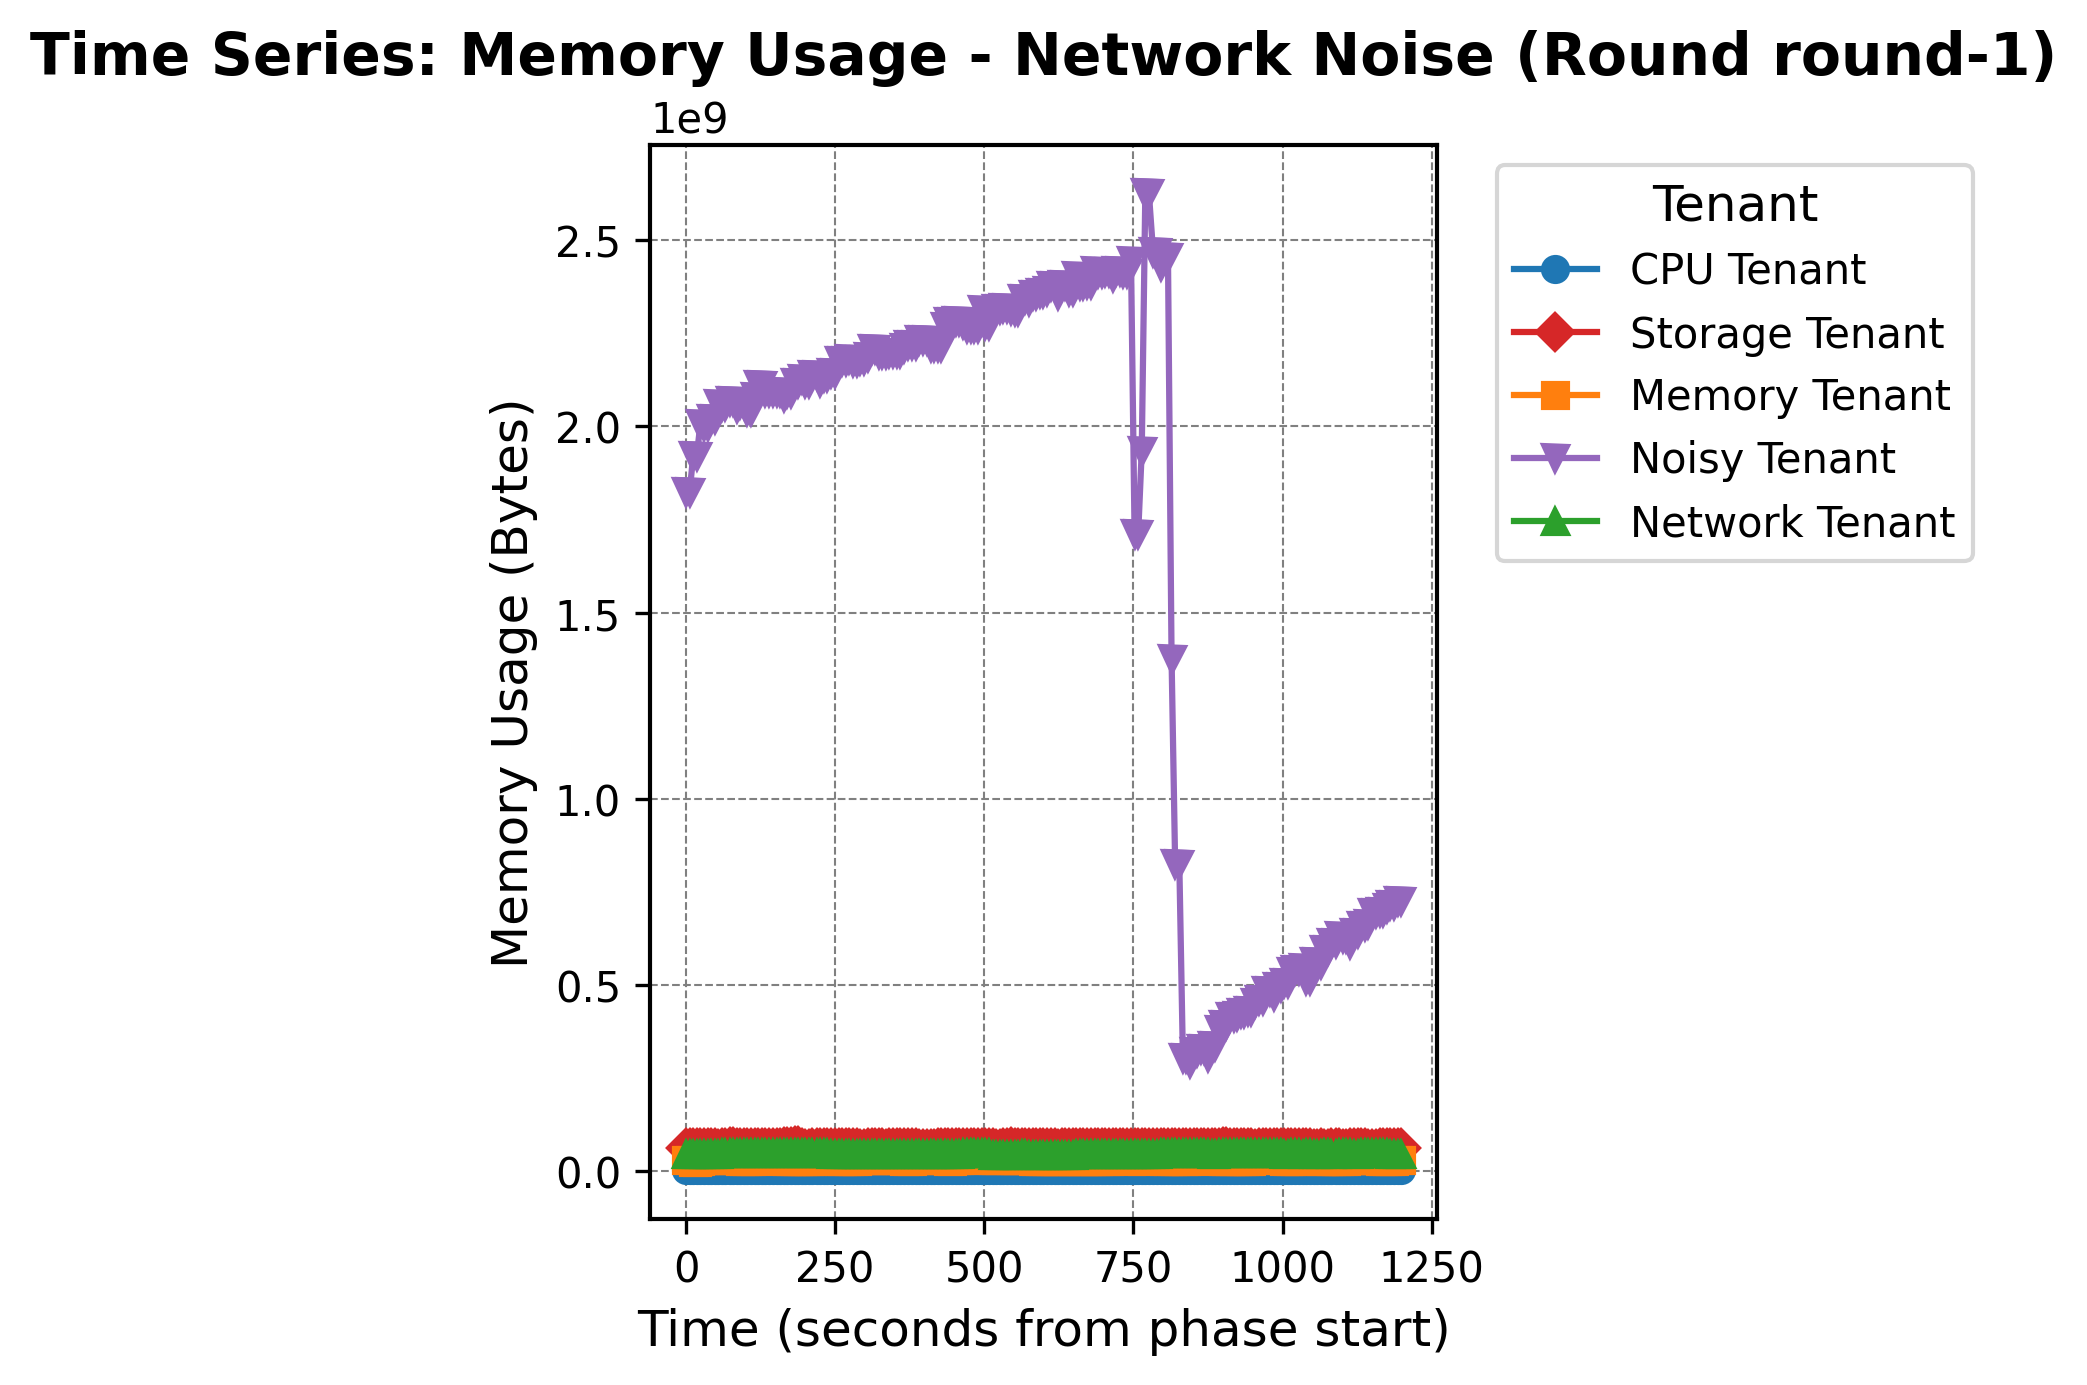 Time Series: Memory Usage - Network Noise (Round round-1)
1e9
2.5
2.0
1.5
1.0
0.5
0.0
Memory Usage (Bytes)
0 250 500 750 1000 1250
Time (seconds from phase start)
Tenant
CPU Tenant
Storage Tenant
Memory Tenant
Noisy Tenant
Network Tenant